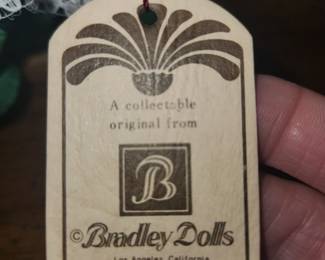 A collectable
original from
B
© Bradley Dolls
Los Angeles, California